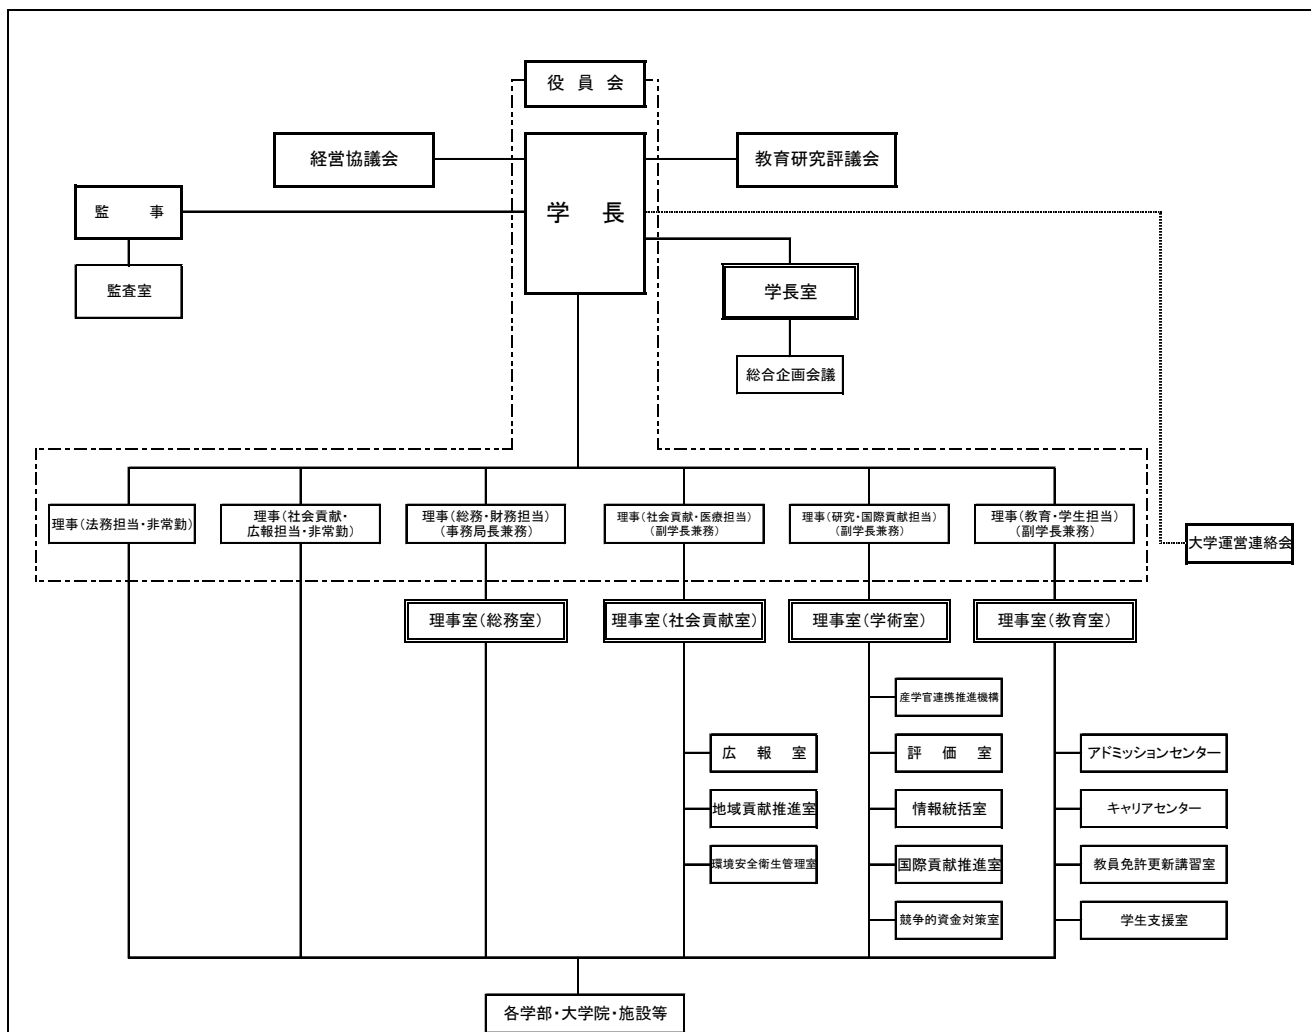 役 員 会
経営協議会
教育研究評議会
監 事
学 長
監査室
学長室
総合企画会議
理事(法務担当・非常勤)
理事(社会貢献・
広報担当・非常勤)
理事(総務・財務担当)
(事務局長兼務)
理事(社会貢献・医療担当)
(副学長兼務)
理事(研究・国際貢献担当)
(副学長兼務)
理事(教育・学生担当)
(副学長兼務)
大学運営連絡会
理事室(総務室)
理事室(社会貢献室)
理事室(学術室)
理事室(教育室)
産学官連携推進機構
広 報 室
評 価 室
アドミッションセンター
地域貢献推進室
情報統括室
キャリアセンター
環境安全衛生管理室
国際貢献推進室
教員免許更新講習室
競争的資金対策室
学生支援室
各学部・大学院・施設等